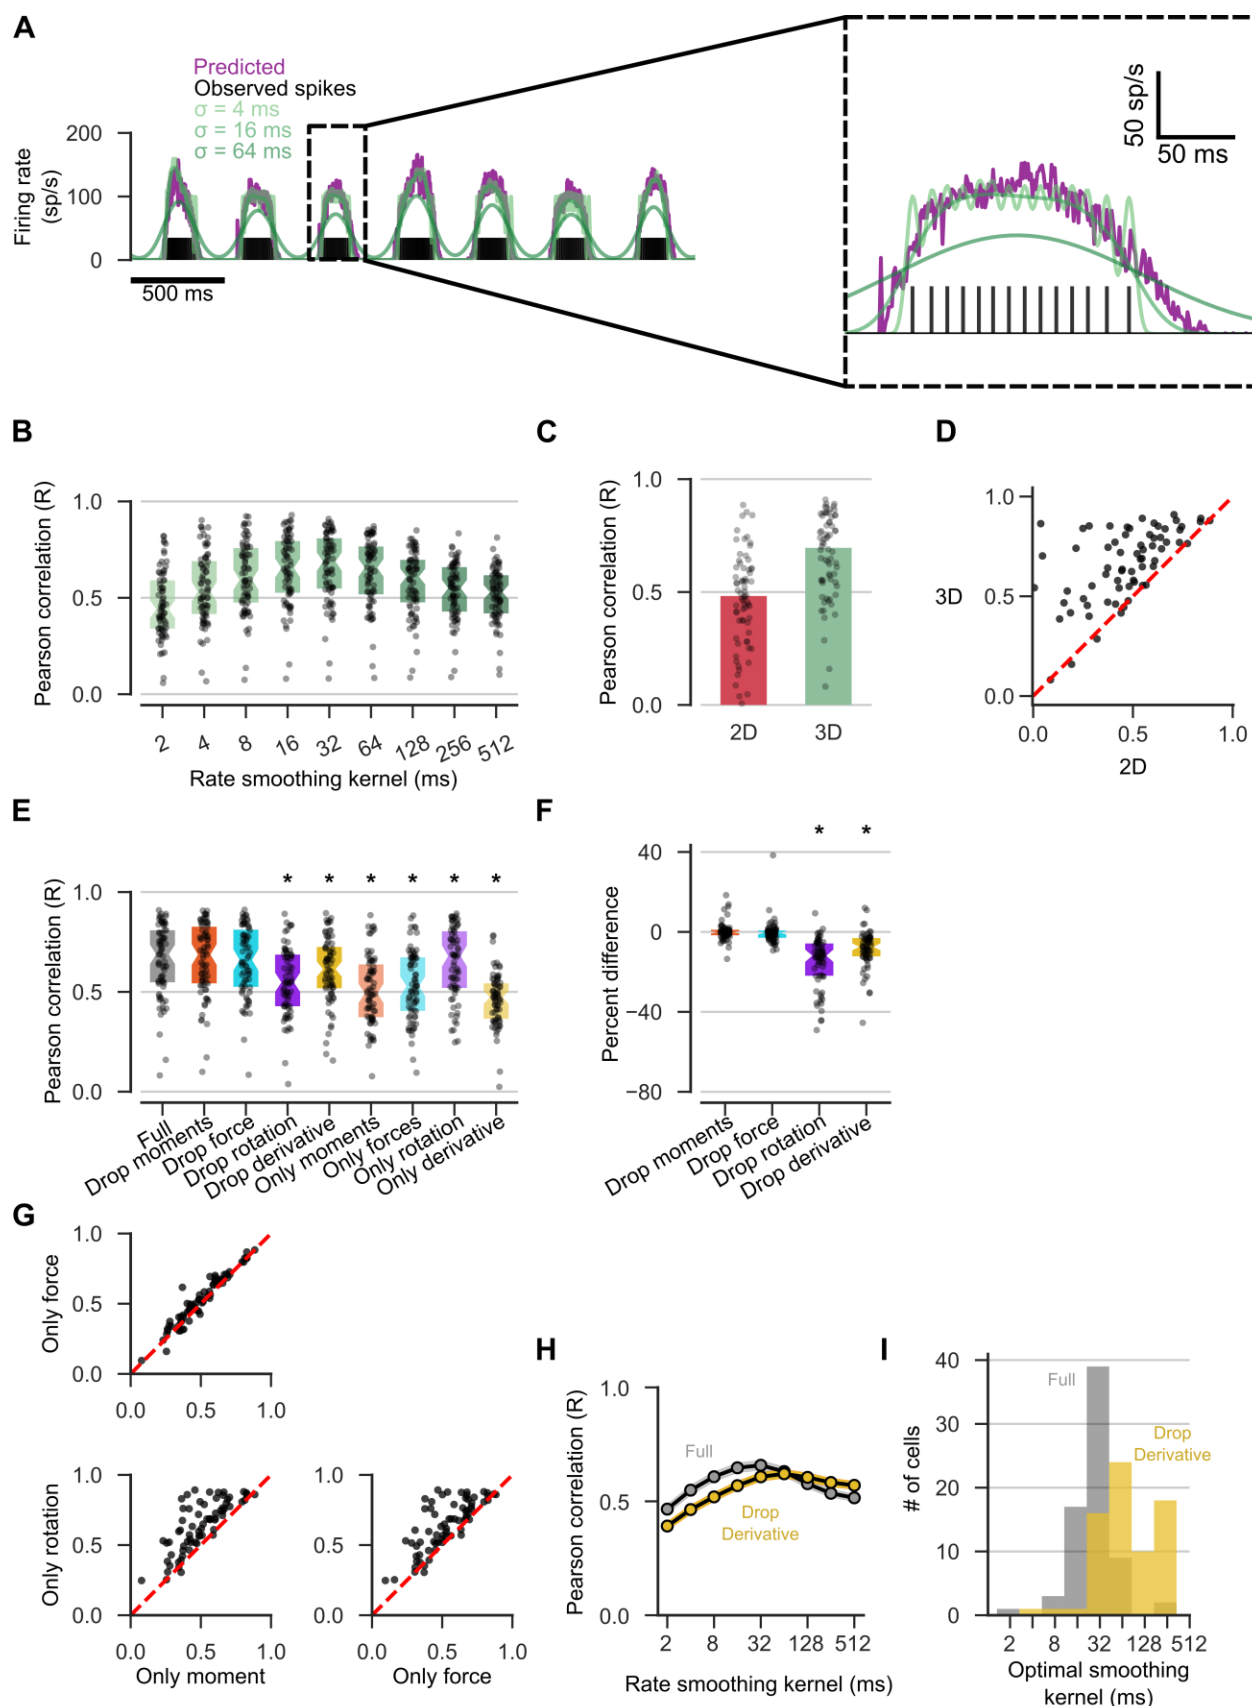 A
Predicted
Observed spikes
σ = 4 ms
σ = 16 ms
σ = 64 ms
Firing rate
(sp/s)
200
100
0
500 ms
50 sp/s
50 ms
B
Pearson correlation (R)
1.0
0.5
0.0
2 4 8 16 32 64 128 256 512
Rate smoothing kernel (ms)
C
Pearson correlation (R)
1.0
0.5
0.0
2D 3D
D
3D
1.0
0.5
0.0
0.0 0.5 1.0
2D
E
Pearson correlation (R)
1.0
0.5
0.0
* * * * * *
Full
Drop moments
Drop force
Drop rotation
Drop derivative
Only moments
Only forces
Only rotation
Only derivative
F
Percent difference
40
0
−40
−80
* *
Drop moments
Drop force
Drop rotation
Drop derivative
G
Only force
1.0
0.5
0.0
0.0 0.5 1.0
Only rotation
1.0
0.5
0.0
0.0 0.5 1.0
Only moment
0.0 0.5 1.0
Only force
H
Pearson correlation (R)
1.0
0.5
0.0
Full
Drop
Derivative
2 8 32 128 512
Rate smoothing kernel (ms)
I
# of cells
40
30
20
10
0
Full
Drop
Derivative
2 8 32 128 512
Optimal smoothing
kernel (ms)